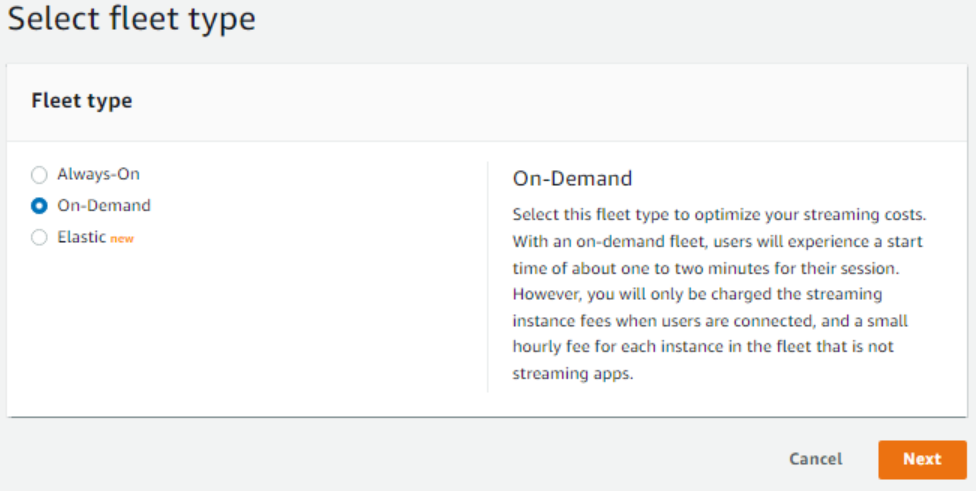 Select fleet type
Fleet type
Always-On
On-Demand
Elastic new
On-Demand
Select this fleet type to optimize your streaming costs.
With an on-demand fleet, users will experience a start
time of about one to two minutes for their session.
However, you will only be charged the streaming
instance fees when users are connected, and a small
hourly fee for each instance in the fleet that is not
streaming apps.
Cancel
Next